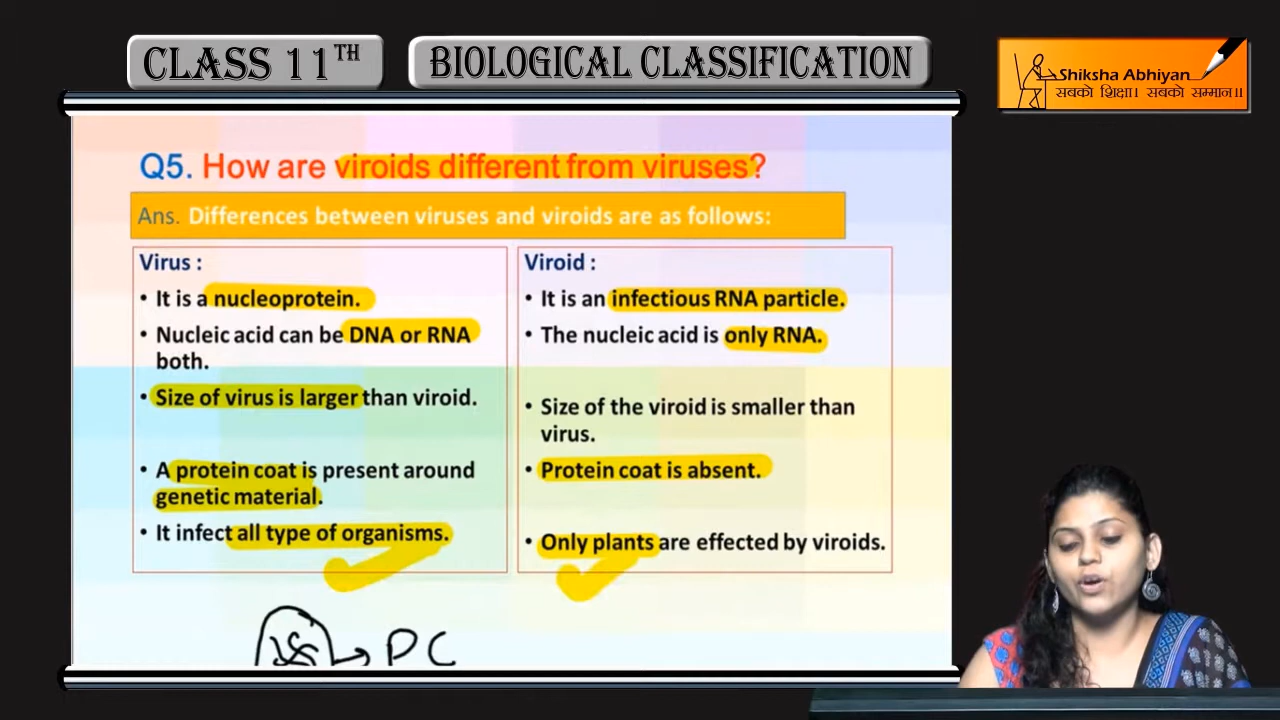 CLASS 11TH
BIOLOGICAL CLASSIFICATION
Shiksha Abhiyan
सबको शिक्षा। सबको सम्मान॥
Q5. How are viroids different from viruses?
Ans. Differences between viruses and viroids are as follows:
Virus :
• It is a nucleoprotein.
• Nucleic acid can be DNA or RNA
both.
• Size of virus is larger than viroid.
• A protein coat is present around
genetic material.
• It infect all type of organisms.
Viroid :
• It is an infectious RNA particle.
• The nucleic acid is only RNA.
• Size of the viroid is smaller than
virus.
• Protein coat is absent.
• Only plants are effected by viroids.
PC